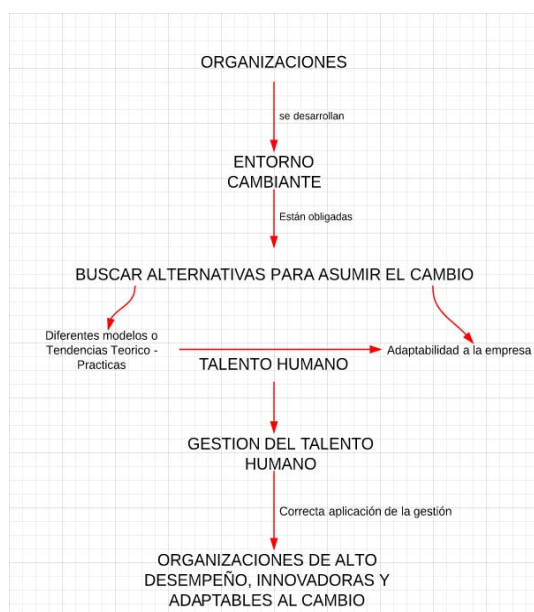 ORGANIZACIONES
se desarrollan
ENTORNO
CAMBIANTE
Están obligadas
BUSCAR ALTERNATIVAS PARA ASUMIR EL CAMBIO
Diferentes modelos o
Tendencias Teorico -
Practicas
Adaptabilidad a la empresa
TALENTO HUMANO
GESTION DEL TALENTO
HUMANO
Correcta aplicación de la gestión
ORGANIZACIONES DE ALTO
DESEMPEÑO, INNOVADORAS Y
ADAPTABLES AL CAMBIO